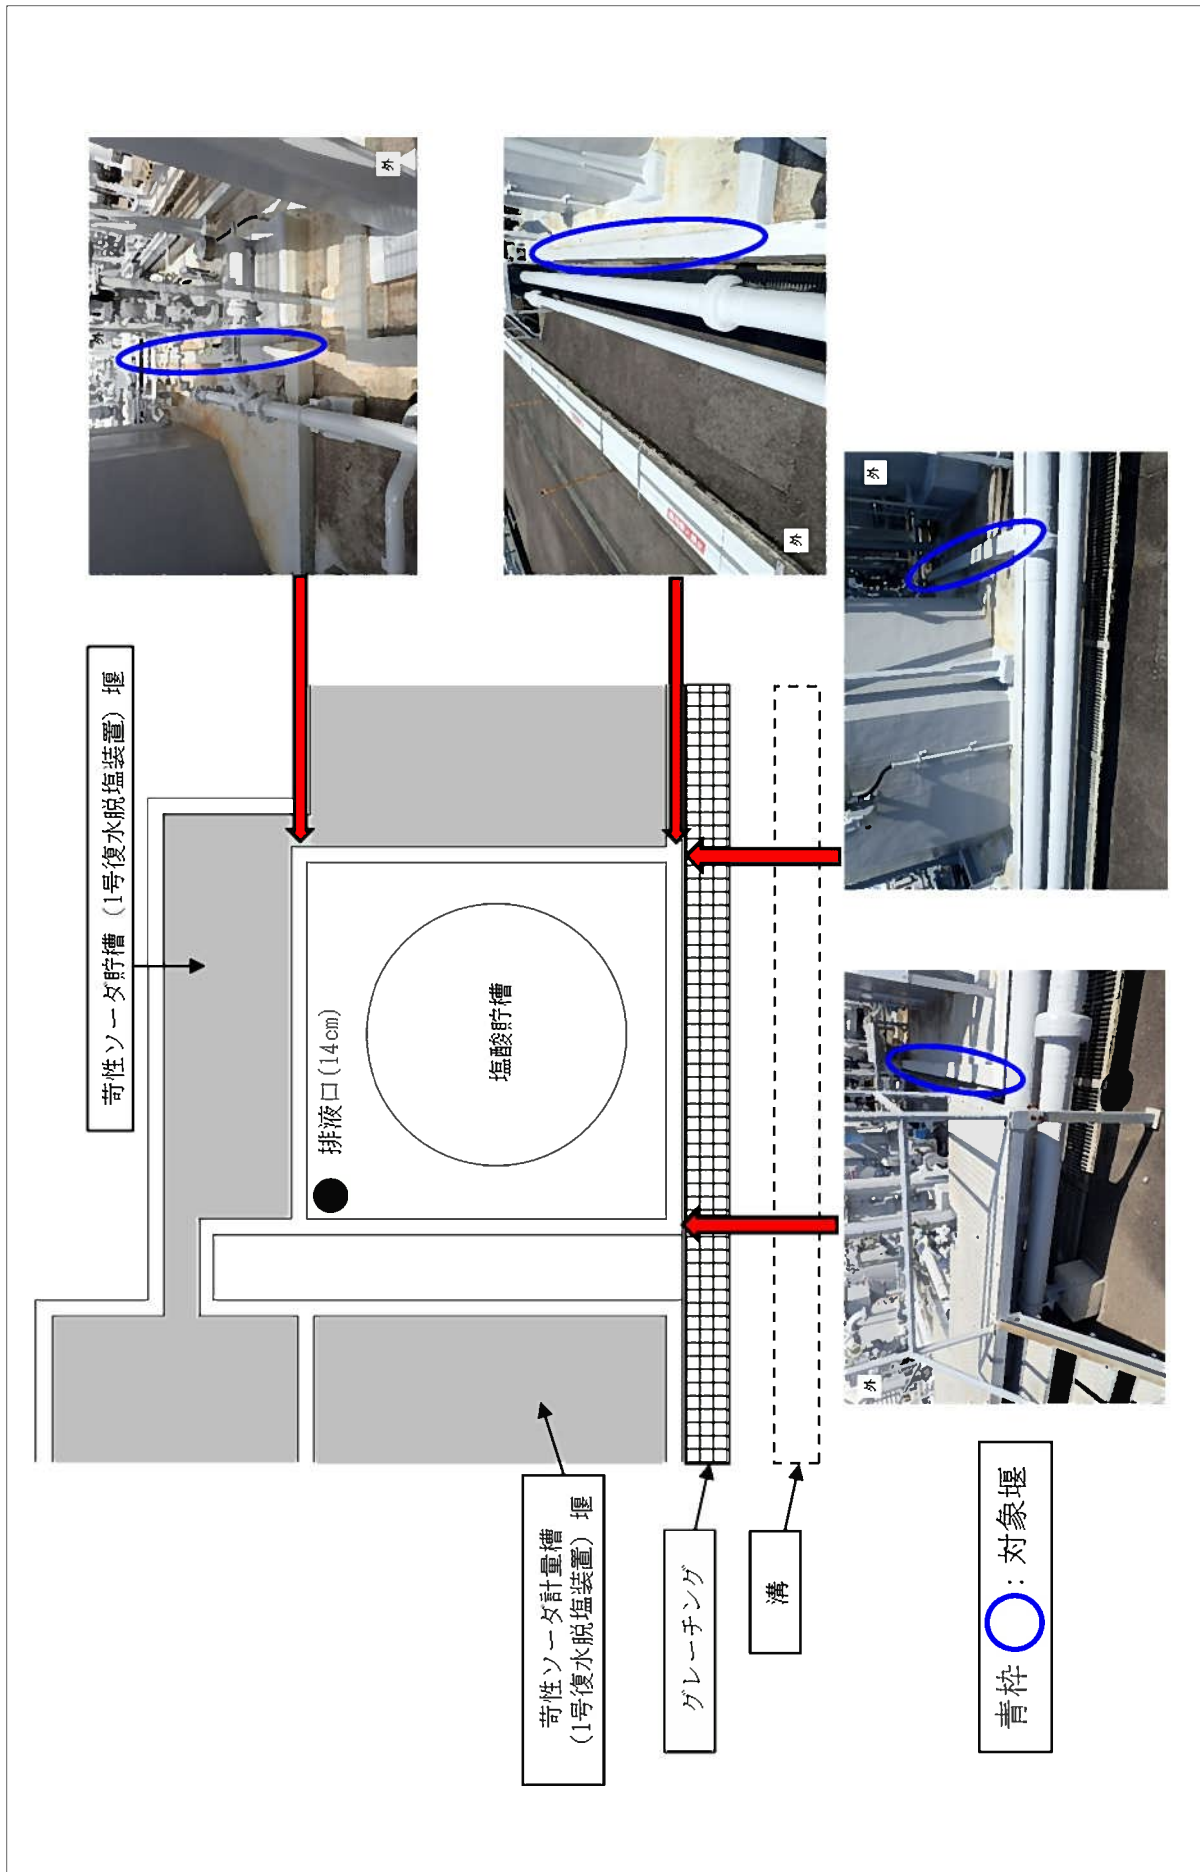 苛性ソーダ貯槽（1号復水脱塩装置）堰
排液口(14cm)
塩酸貯槽
苛性ソーダ計量槽
（1号復水脱塩装置）堰
グレーチング
溝
青枠 : 対象堰
外
外
外
外
外